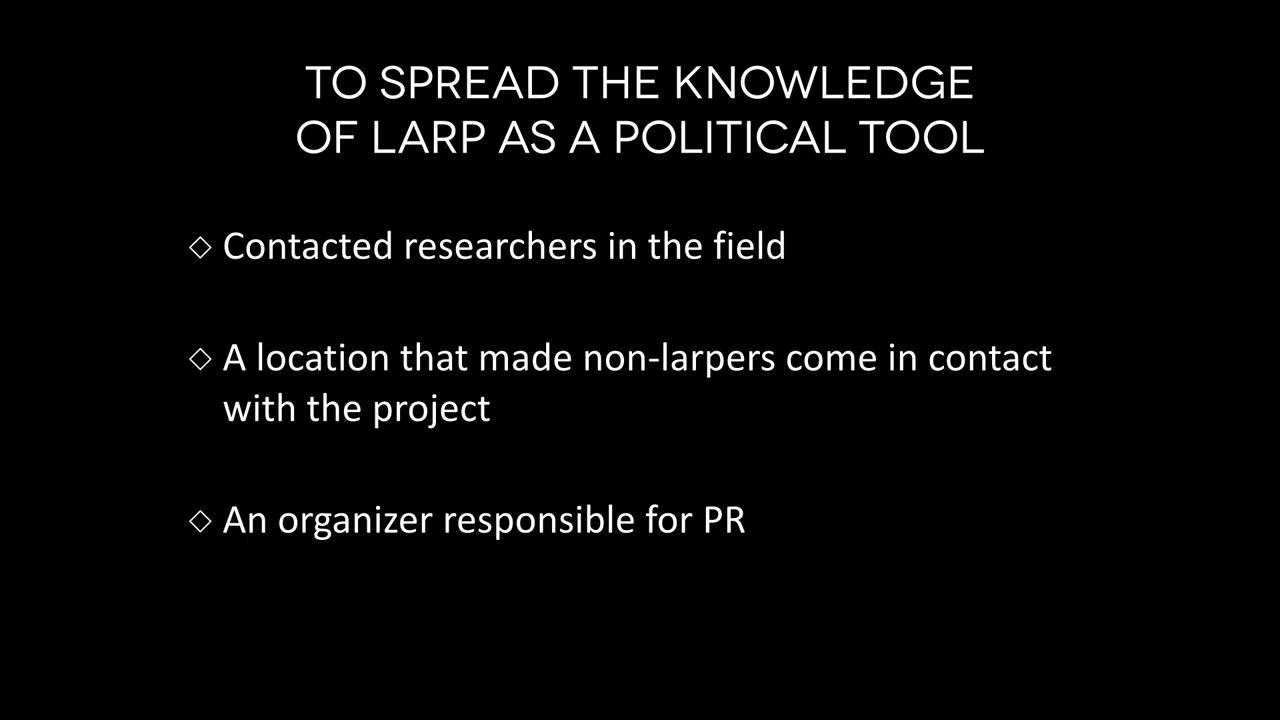 TO SPREAD THE KNOWLEDGE
OF LARP AS A POLITICAL TOOL
◇ Contacted researchers in the field
◇ A location that made non-larpers come in contact
with the project
◇ An organizer responsible for PR